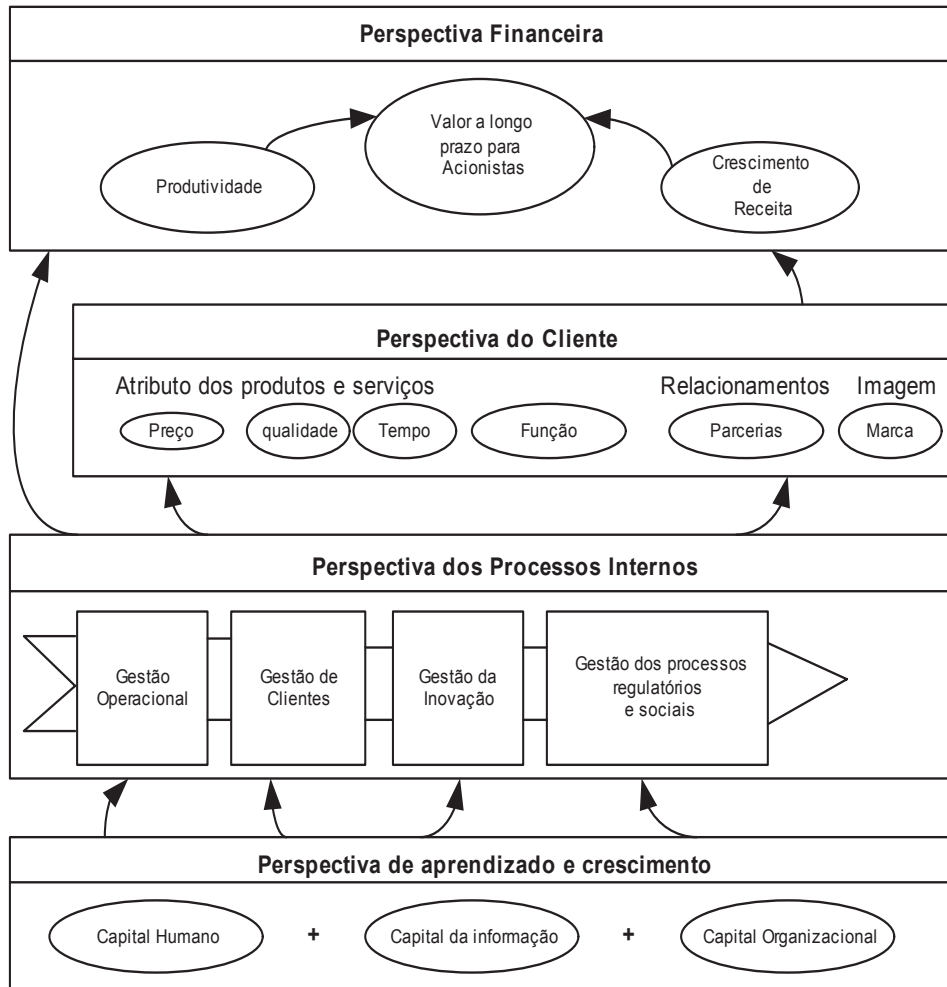 Perspectiva Financeira
Valor a longo
prazo para
Acionistas
Produtividade
Crescimento
de
Receita
Perspectiva do Cliente
Atributo dos produtos e serviços
Relacionamentos
Imagem
Preço
qualidade
Tempo
Função
Parcerias
Marca
Perspectiva dos Processos Internos
Gestão
Operacional
Gestão de
Clientes
Gestão da
Inovação
Gestão dos processos
regulatórios
e sociais
Perspectiva de aprendizado e crescimento
Capital Humano
+
Capital da informação
+
Capital Organizacional